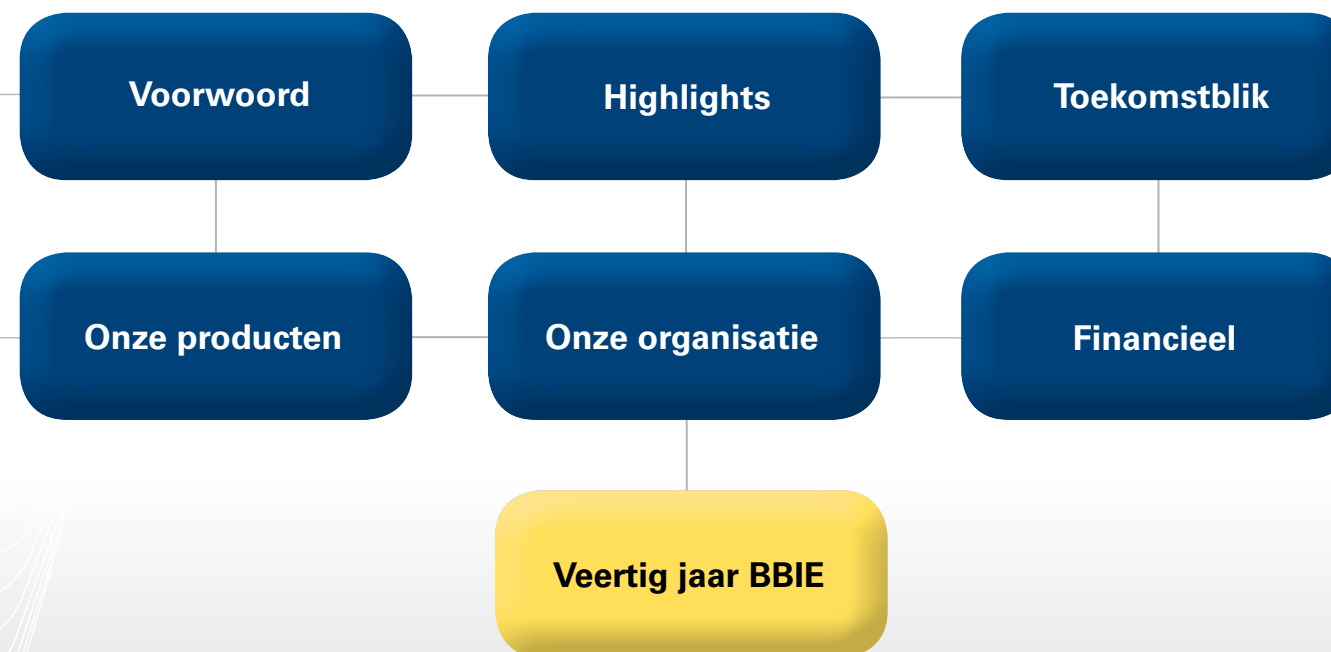 Voorwoord
Highlights
Toekomstblik
Onze producten
Onze organisatie
Financieel
Veertig jaar BBIE